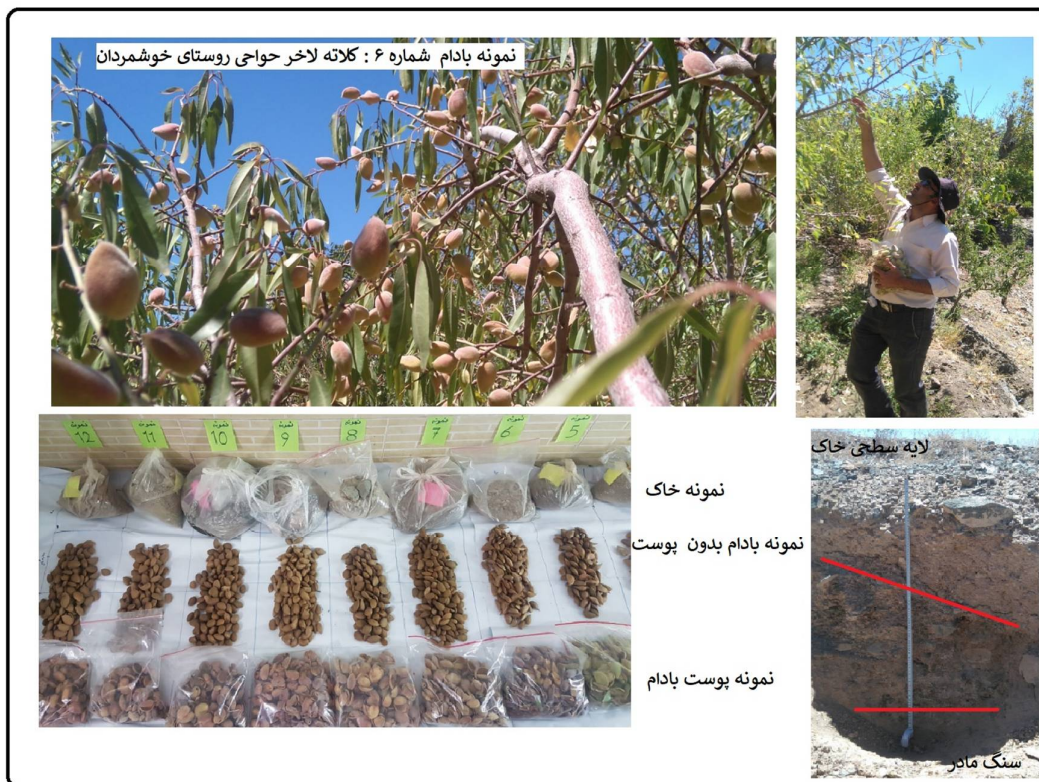 نمونه بادام شماره ۶ : کلاته لاخر حواحی روستای خوشمردان
نمونه 12
نمونه 11
نمونه 10
نمونه 9
نمونه 8
نمونه 7
نمونه 6
نمونه 5
نمونه خاک
نمونه بادام بدون پوست
نمونه پوست بادام
لایه سطحی خاک
سنگ مادر